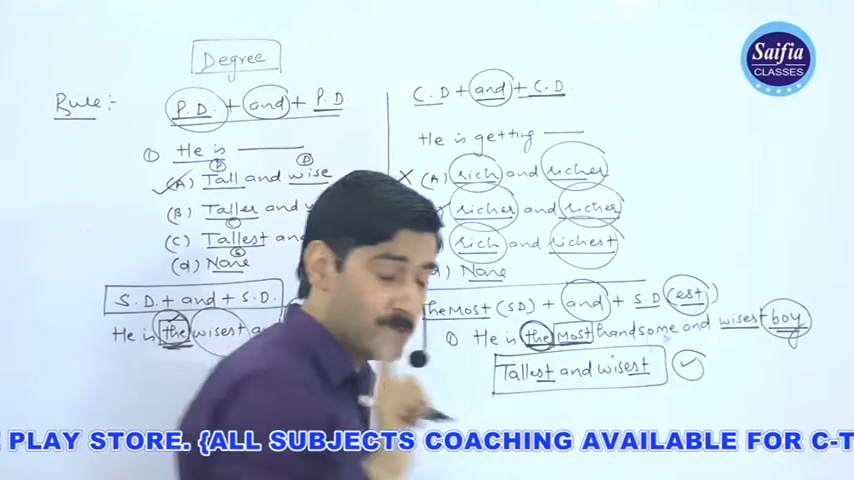 Degree
Saifia
CLASSES
Rule:-
P.D. + and + P.D
① He is
P D
(A) Tall and wise
(B) Taller and
C
(C) Tallest and
S
(d) None
S.D. + and + S.D.
He is the wisest
C.D + and + C.D.
He is getting
(A) rich and richer
richer and richer
rich and richest
) None
The Most (SD) + and + S.D (est)
① He is the most handsome and wisest boy
Tallest and wisest
PLAY STORE. {ALL SUBJECTS COACHING AVAILABLE FOR C-T